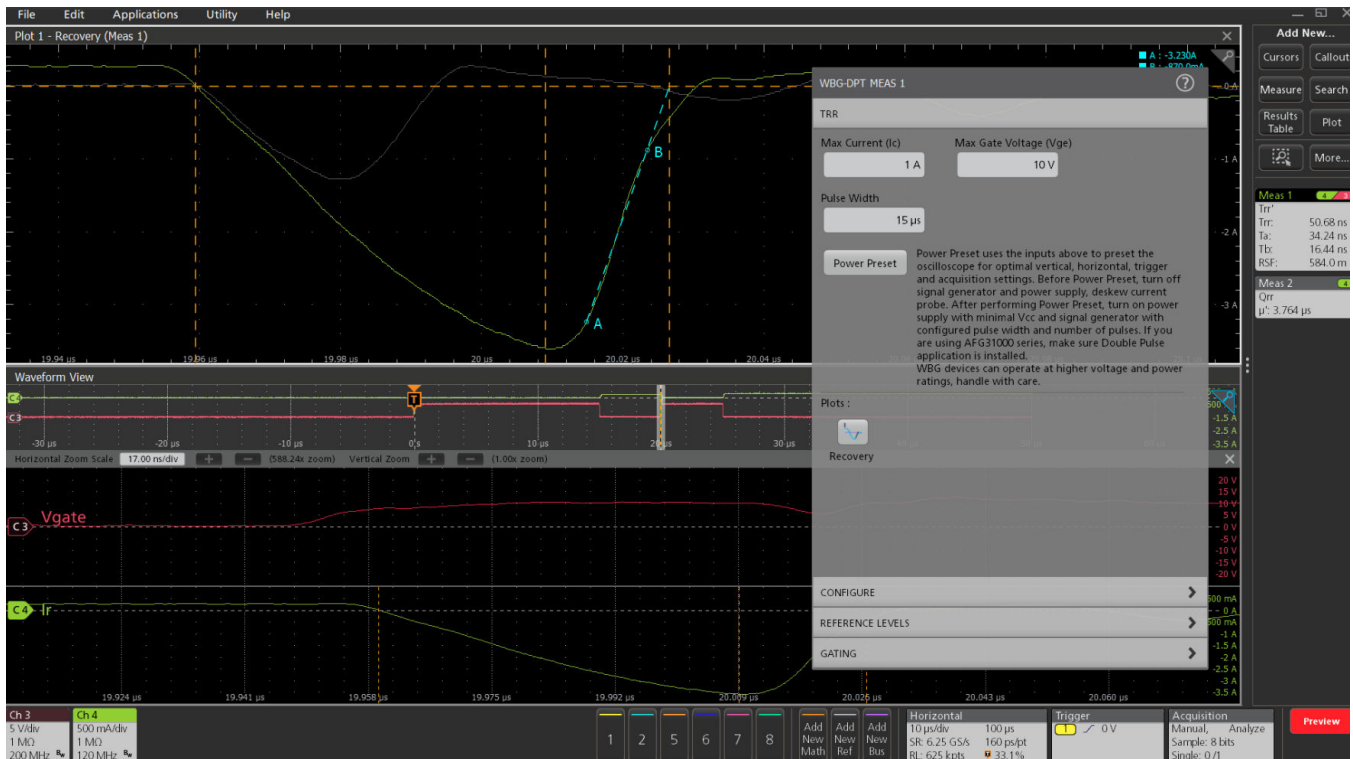 File Edit Applications Utility Help
Plot 1 - Recovery (Meas 1)
A : -3.230A
B : -870.0mA
0 A
-1 A
-2 A
-3 A
B
A
19.94 µs 19.96 µs 19.98 µs 20 µs 20.02 µs 20.04 µs
WBG-DPT MEAS 1
TRR
Max Current (Ic) Max Gate Voltage (Vge)
1 A 10 V
Pulse Width
15 µs
Power Preset
Power Preset uses the inputs above to preset the
oscilloscope for optimal vertical, horizontal, trigger
and acquisition settings. Before Power Preset, turn off
signal generator and power supply, deskew current
probe. After performing Power Preset, turn on power
supply with minimal Vcc and signal generator with
configured pulse width and number of pulses. If you
are using AFG31000 series, make sure Double Pulse
application is installed.
WBG devices can operate at higher voltage and power
ratings, handle with care.
Plots :
Recovery
CONFIGURE
REFERENCE LEVELS
GATING
Add New...
Cursors Callout
Measure Search
Results
Table
Plot
More...
Meas 1 4 3
Trr'
Trr: 50.68 ns
Ta: 34.24 ns
Tb: 16.44 ns
RSF: 584.0 m
Meas 2 4
Qrr
µ': 3.764 µs
Waveform View
C4
C3
T
-30 µs -20 µs -10 µs 0 s 10 µs 20 µs 30 µs
-1.5 A
-2.5 A
-3.5 A
Horizontal Zoom Scale 17.00 ns/div + - (588.24x zoom) Vertical Zoom + - (1.00x zoom)
C3 Vgate
20 V
15 V
10 V
5 V
0 V
-5 V
-10 V
-15 V
-20 V
C4 Ir
500 mA
0 A
-1 A
-1.5 A
-2 A
-2.5 A
-3 A
-3.5 A
19.924 µs 19.941 µs 19.958 µs 19.975 µs 19.992 µs 20.009 µs 20.026 µs 20.043 µs 20.060 µs
Ch 3
5 V/div
1 MΩ
200 MHz Bw
Ch 4
500 mA/div
1 MΩ
120 MHz Bw
1 2 5 6 7 8
Add New Math
Add New Ref
Add New Bus
Horizontal
10 µs/div 100 µs
SR: 6.25 GS/s 160 ps/pt
RL: 625 kpts 33.1%
Trigger
1 0 V
Acquisition
Manual, Analyze
Sample: 8 bits
Single: 0 /1
Preview